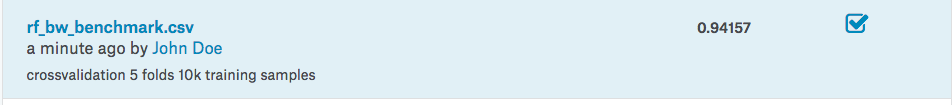 rf_bw_benchmark.csv
0.94157
a minute ago by John Doe
crossvalidation 5 folds 10k training samples